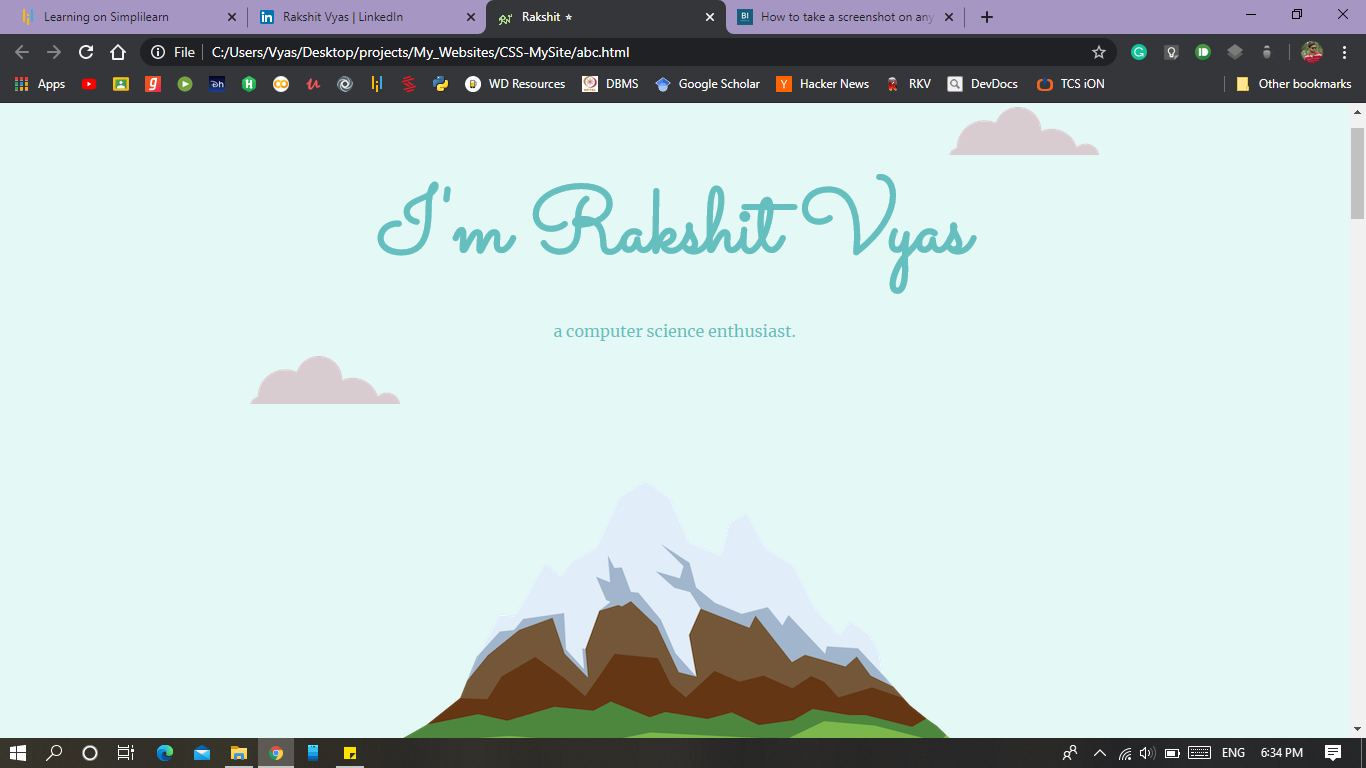 Learning on Simplilearn
Rakshit Vyas | LinkedIn
Rakshit ⭑
How to take a screenshot on any
File
C:/Users/Vyas/Desktop/projects/My_Websites/CSS-MySite/abc.html
Apps
WD Resources
DBMS
Google Scholar
Hacker News
RKV
DevDocs
TCS iON
Other bookmarks
I'm Rakshit Vyas
a computer science enthusiast.
ENG
6:34 PM